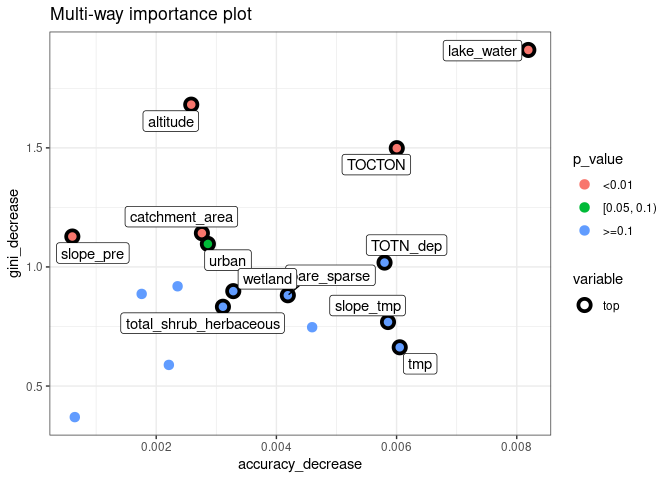 Multi-way importance plot
lake_water
altitude
TOCTON
catchment_area
slope_pre
urban
TOTN_dep
wetland
are_sparse
slope_tmp
total_shrub_herbaceous
tmp
1.5
1.0
0.5
gini_decrease
0.002
0.004
0.006
0.008
accuracy_decrease
p_value
<0.01
[0.05, 0.1)
>=0.1
variable
top